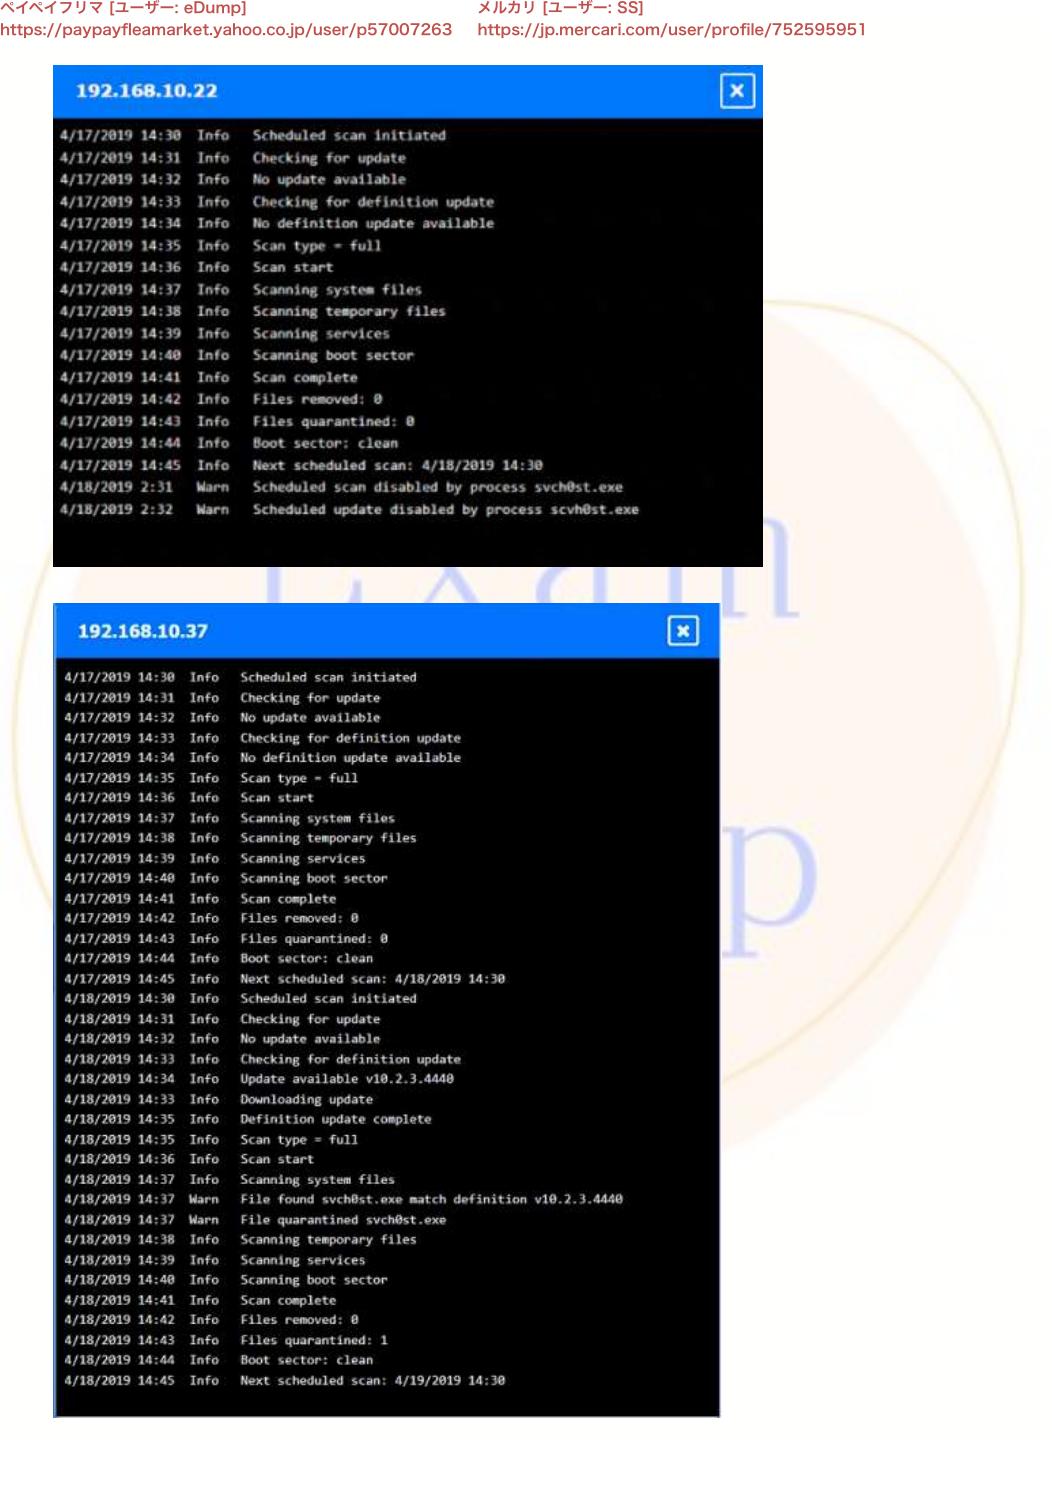 ペイペイフリマ [ユーザー: eDump]
https://paypayfleamarket.yahoo.co.jp/user/p57007263
メルカリ [ユーザー: SS]
https://jp.mercari.com/user/profile/752595951
192.168.10.22
4/17/2019 14:30 Info Scheduled scan initiated
4/17/2019 14:31 Info Checking for update
4/17/2019 14:32 Info No update available
4/17/2019 14:33 Info Checking for definition update
4/17/2019 14:34 Info No definition update available
4/17/2019 14:35 Info Scan type = full
4/17/2019 14:36 Info Scan start
4/17/2019 14:37 Info Scanning system files
4/17/2019 14:38 Info Scanning temporary files
4/17/2019 14:39 Info Scanning services
4/17/2019 14:40 Info Scanning boot sector
4/17/2019 14:41 Info Scan complete
4/17/2019 14:42 Info Files removed: 0
4/17/2019 14:43 Info Files quarantined: 0
4/17/2019 14:44 Info Boot sector: clean
4/17/2019 14:45 Info Next scheduled scan: 4/18/2019 14:30
4/18/2019 2:31 Warn Scheduled scan disabled by process svch0st.exe
4/18/2019 2:32 Warn Scheduled update disabled by process scvh0st.exe
Exam
p
192.168.10.37
4/17/2019 14:30 Info Scheduled scan initiated
4/17/2019 14:31 Info Checking for update
4/17/2019 14:32 Info No update available
4/17/2019 14:33 Info Checking for definition update
4/17/2019 14:34 Info No definition update available
4/17/2019 14:35 Info Scan type = full
4/17/2019 14:36 Info Scan start
4/17/2019 14:37 Info Scanning system files
4/17/2019 14:38 Info Scanning temporary files
4/17/2019 14:39 Info Scanning services
4/17/2019 14:40 Info Scanning boot sector
4/17/2019 14:41 Info Scan complete
4/17/2019 14:42 Info Files removed: 0
4/17/2019 14:43 Info Files quarantined: 0
4/17/2019 14:44 Info Boot sector: clean
4/17/2019 14:45 Info Next scheduled scan: 4/18/2019 14:30
4/18/2019 14:30 Info Scheduled scan initiated
4/18/2019 14:31 Info Checking for update
4/18/2019 14:32 Info No update available
4/18/2019 14:33 Info Checking for definition update
4/18/2019 14:34 Info Update available v10.2.3.4440
4/18/2019 14:33 Info Downloading update
4/18/2019 14:35 Info Definition update complete
4/18/2019 14:35 Info Scan type = full
4/18/2019 14:36 Info Scan start
4/18/2019 14:37 Info Scanning system files
4/18/2019 14:37 Warn File found svch0st.exe match definition v10.2.3.4440
4/18/2019 14:37 Warn File quarantined svch0st.exe
4/18/2019 14:38 Info Scanning temporary files
4/18/2019 14:39 Info Scanning services
4/18/2019 14:40 Info Scanning boot sector
4/18/2019 14:41 Info Scan complete
4/18/2019 14:42 Info Files removed: 0
4/18/2019 14:43 Info Files quarantined: 1
4/18/2019 14:44 Info Boot sector: clean
4/18/2019 14:45 Info Next scheduled scan: 4/19/2019 14:30